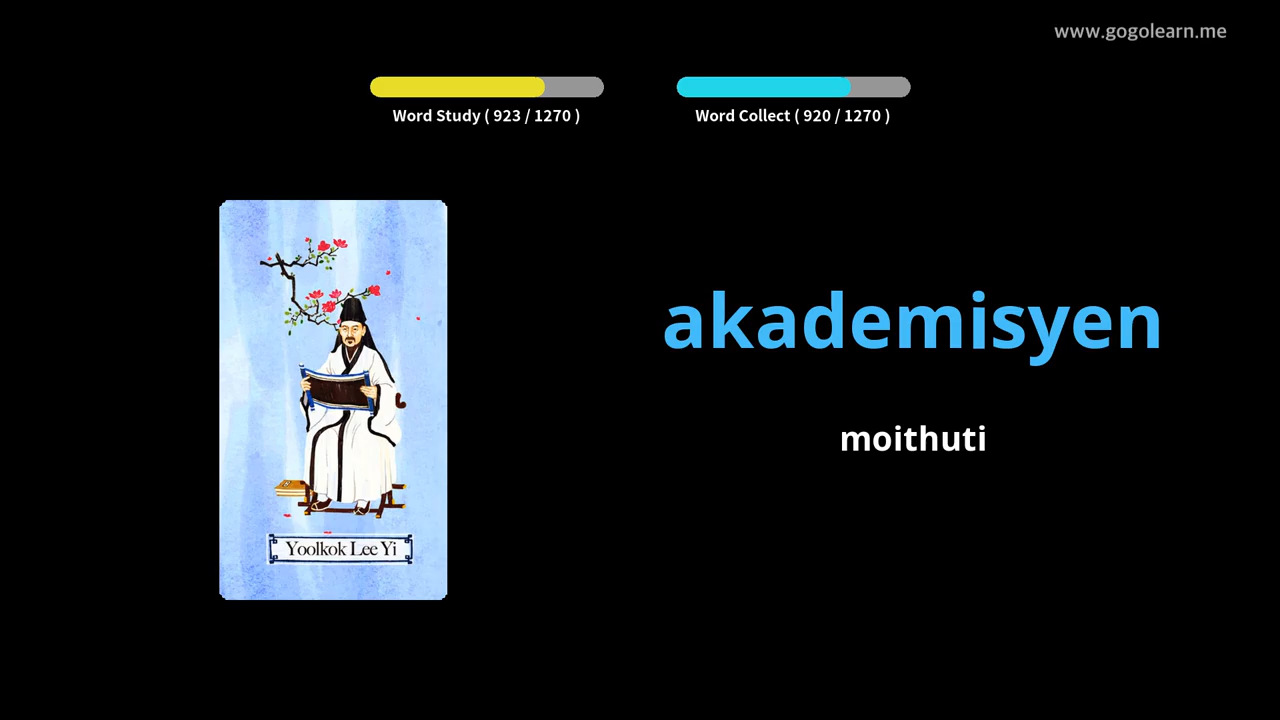 www.gogolearn.me
Word Study ( 923 / 1270 )
Word Collect ( 920 / 1270 )
akademisyen
moithuti
Yoolkok Lee Yi